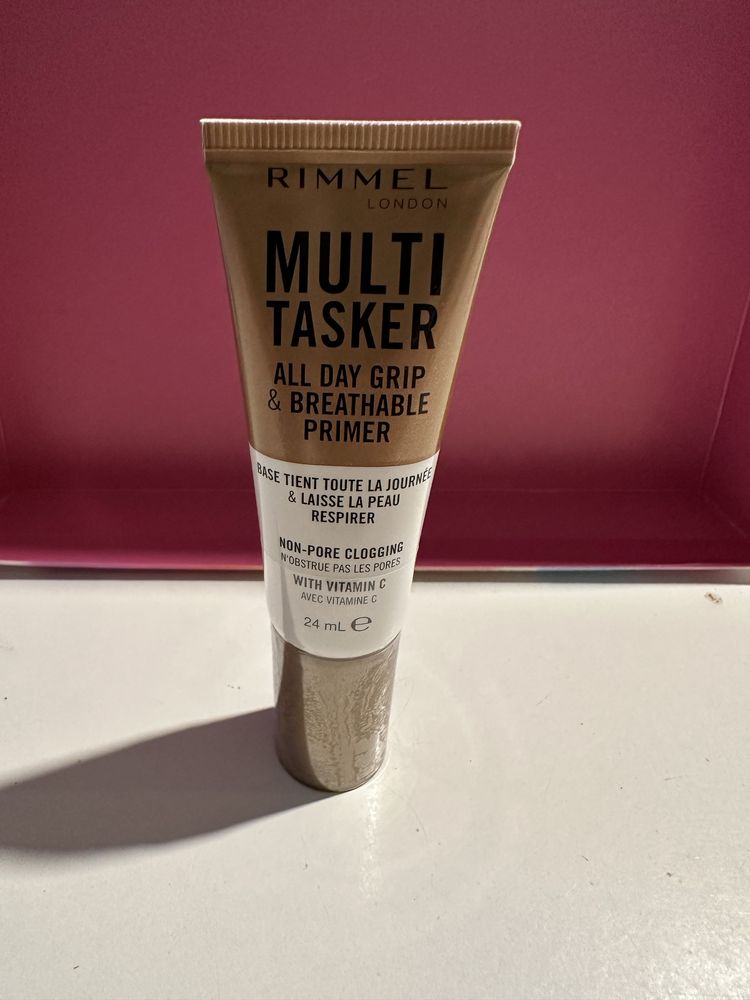 RIMMEL
LONDON
MULTI
TASKER
ALL DAY GRIP
& BREATHABLE
PRIMER
BASE TIENT TOUTE LA JOURNÉE
& LAISSE LA PEAU
RESPIRER
NON-PORE CLOGGING
N'OBSTRUE PAS LES PORES
WITH VITAMIN C
AVEC VITAMINE C
24 mL ℮